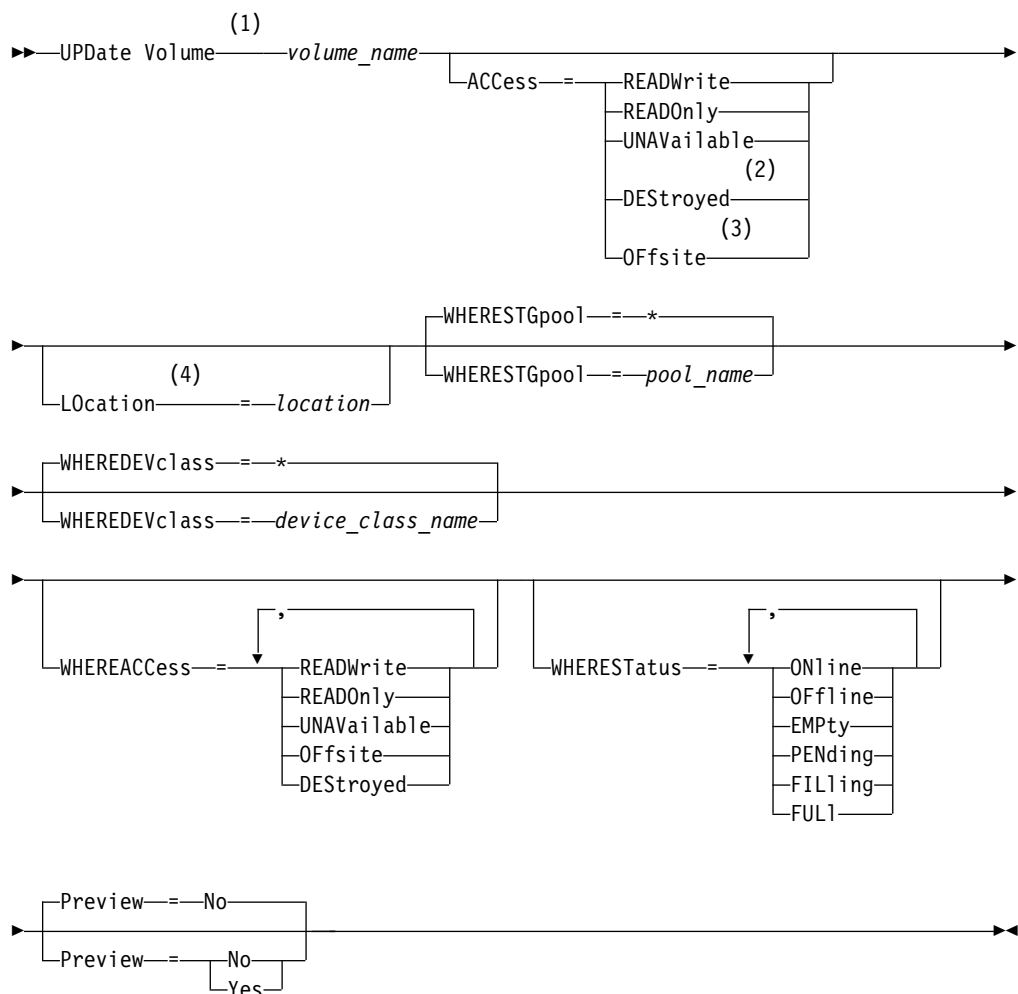 (1)
UPDate Volume volume_name
ACCess = READWrite
READOnly
UNAVailable
(2)
DEStroyed
(3)
OFfsite
WHERESTGpool = *
(4)
WHERESTGpool = pool_name
LOcation = location
WHEREDEVclass = *
WHEREDEVclass = device_class_name
, ,
WHEREACCess = READWrite WHERESTatus = ONline
READOnly OFfline
UNAVailable EMPty
OFfsite PENding
DEStroyed FILling
FULl
Preview = No
Preview = No
Yes